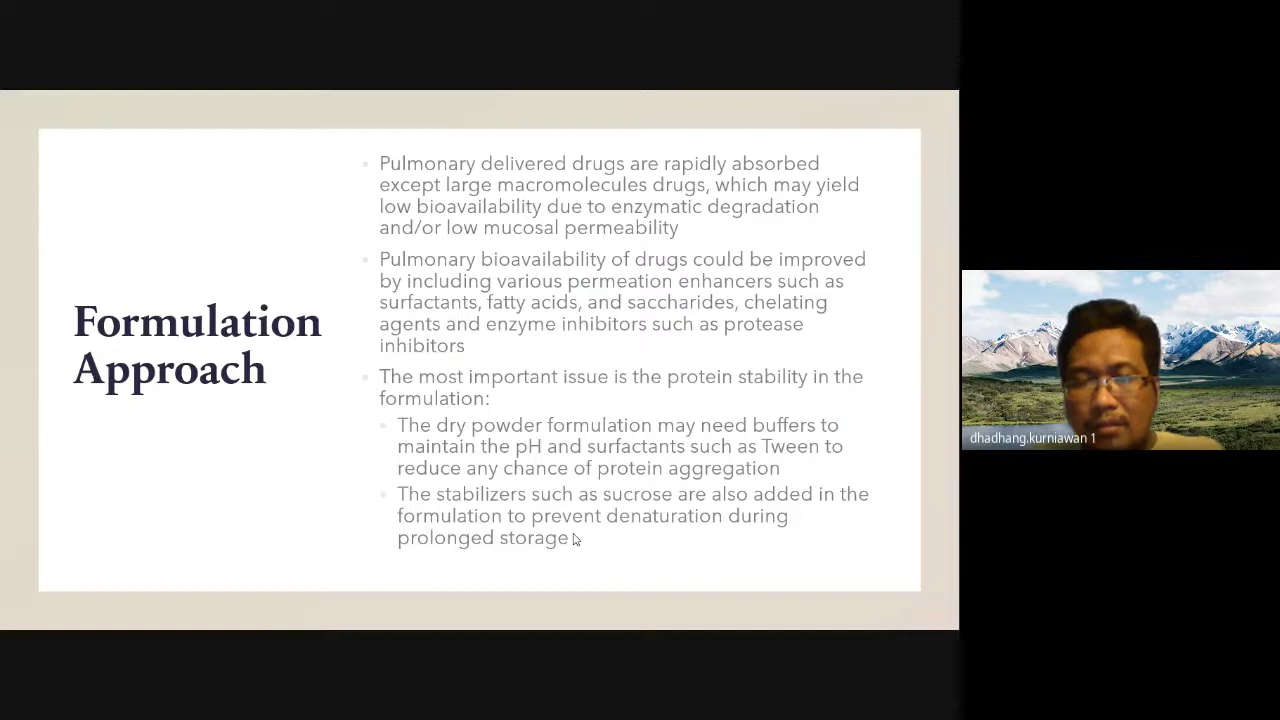 Formulation
Approach
Pulmonary delivered drugs are rapidly absorbed
except large macromolecules drugs, which may yield
low bioavailability due to enzymatic degradation
and/or low mucosal permeability
Pulmonary bioavailability of drugs could be improved
by including various permeation enhancers such as
surfactants, fatty acids, and saccharides, chelating
agents and enzyme inhibitors such as protease
inhibitors
The most important issue is the protein stability in the
formulation:
The dry powder formulation may need buffers to
maintain the pH and surfactants such as Tween to
reduce any chance of protein aggregation
The stabilizers such as sucrose are also added in the
formulation to prevent denaturation during
prolonged storage
dhadhang.kurniawan 1